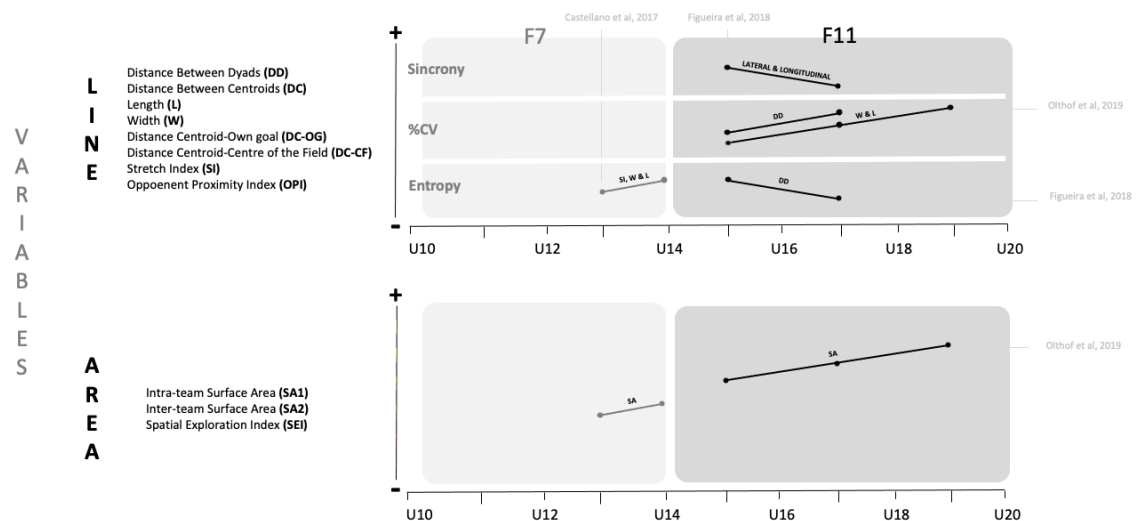 Castellano et al, 2017
Figueira et al, 2018
F7
F11
+
-
Sincrony
%CV
Entropy
LATERAL & LONGITUDINAL
DD
W & L
SI, W & L
DD
Olthof et al, 2019
Figueira et al, 2018
VARIABLES
LINE
Distance Between Dyads (DD)
Distance Between Centroids (DC)
Length (L)
Width (W)
Distance Centroid-Own goal (DC-OG)
Distance Centroid-Centre of the Field (DC-CF)
Stretch Index (SI)
Oppoenent Proximity Index (OPI)
U10 U12 U14 U16 U18 U20
+
-
SA
SA
Olthof et al, 2019
AREA
Intra-team Surface Area (SA1)
Inter-team Surface Area (SA2)
Spatial Exploration Index (SEI)
U10 U12 U14 U16 U18 U20